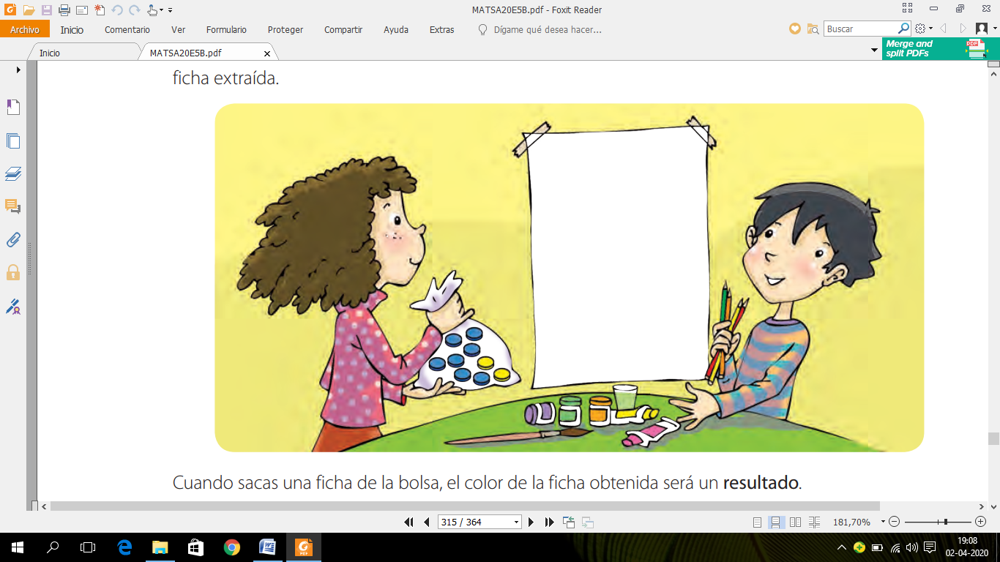 MATSA20E5B.pdf - Foxit Reader
Archivo Inicio Comentario Ver Formulario Proteger Compartir Ayuda Extras Dígame qué desea hacer... Buscar
Inicio MATSA20E5B.pdf
Merge and
split PDFs
PDF
ficha extraída.
Cuando sacas una ficha de la bolsa, el color de la ficha obtenida será un resultado.
315 / 364 181,70%
PDF
19:08
02-04-2020